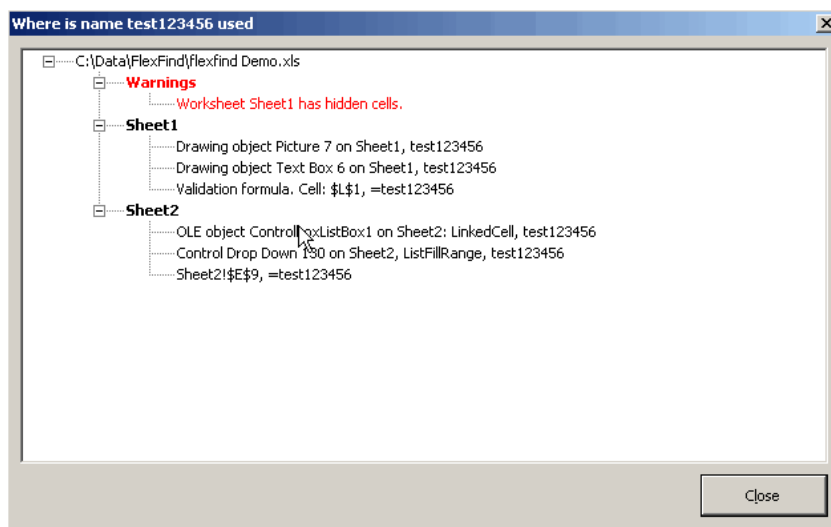 Where is name test123456 used
C:\Data\FlexFind\flexfind Demo.xls
Warnings
Worksheet Sheet1 has hidden cells.
Sheet1
Drawing object Picture 7 on Sheet1, test123456
Drawing object Text Box 6 on Sheet1, test123456
Validation formula. Cell: $L$1, =test123456
Sheet2
OLE object on Sheet2: LinkedCell, test123456
Control Drop Down 130 on Sheet2, ListFillRange, test123456
Sheet2!$E$9, =test123456
Close